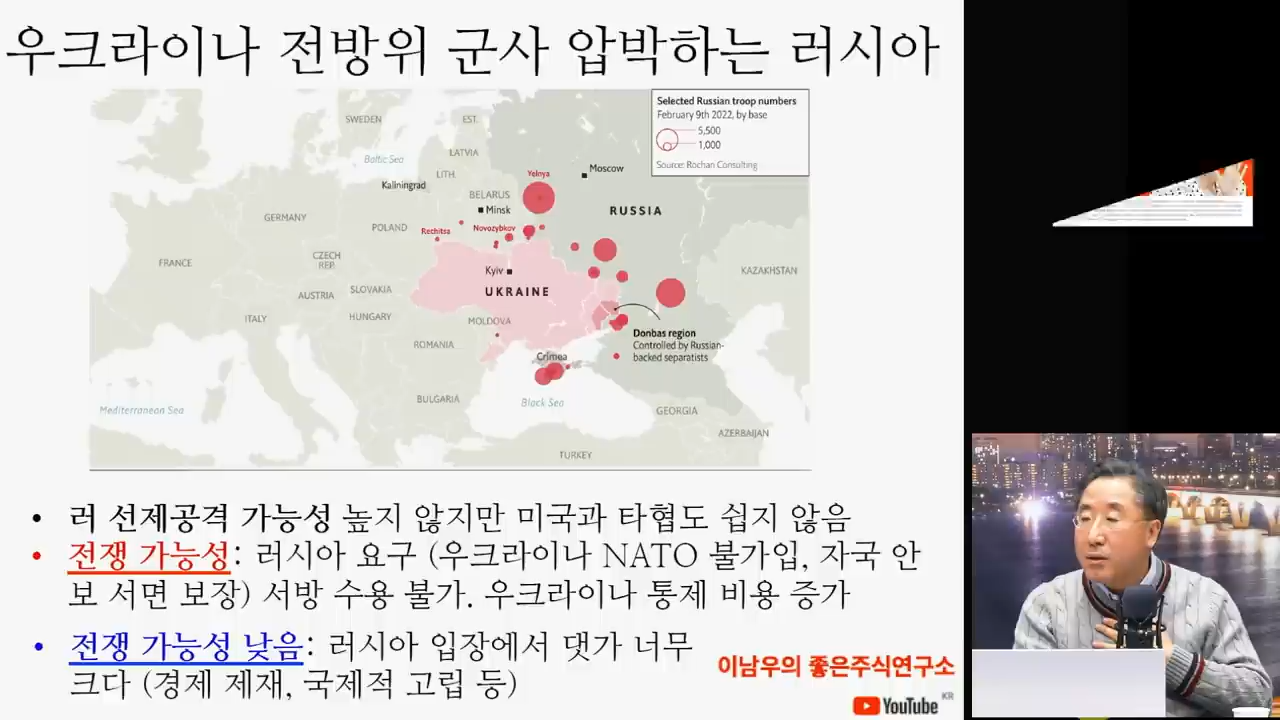 우크라이나 전방위 군사 압박하는 러시아
Selected Russian troop numbers
February 9th 2022, by base
5,500
1,000
Source: Rochan Consulting
SWEDEN
EST.
LATVIA
Baltic Sea
LITH.
Kaliningrad
Yelnya
Moscow
BELARUS
Minsk
RUSSIA
GERMANY
POLAND
Rechitsa
Novozybkov
FRANCE
CZECH
REP.
Kyiv
KAZAKHSTAN
UKRAINE
AUSTRIA
SLOVAKIA
ITALY
HUNGARY
MOLDOVA
Donbas region
Controlled by Russian-
backed separatists
ROMANIA
Crimea
BULGARIA
Black Sea
Mediterranean Sea
GEORGIA
AZERBAIJAN
TURKEY
• 러 선제공격 가능성 높지 않지만 미국과 타협도 쉽지 않음
• 전쟁 가능성: 러시아 요구 (우크라이나 NATO 불가입, 자국 안
보 서면 보장) 서방 수용 불가. 우크라이나 통제 비용 증가
• 전쟁 가능성 낮음: 러시아 입장에서 댓가 너무
크다 (경제 제재, 국제적 고립 등)
이남우의 좋은주식연구소
YouTube KR